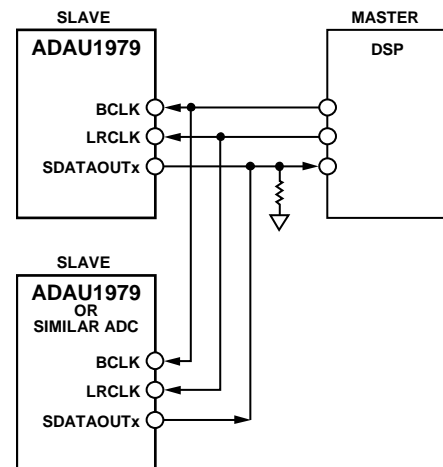 SLAVE
ADAU1979
BCLK
LRCLK
SDATAOUTx
MASTER
DSP
SLAVE
ADAU1979
OR
SIMILAR ADC
BCLK
LRCLK
SDATAOUTx